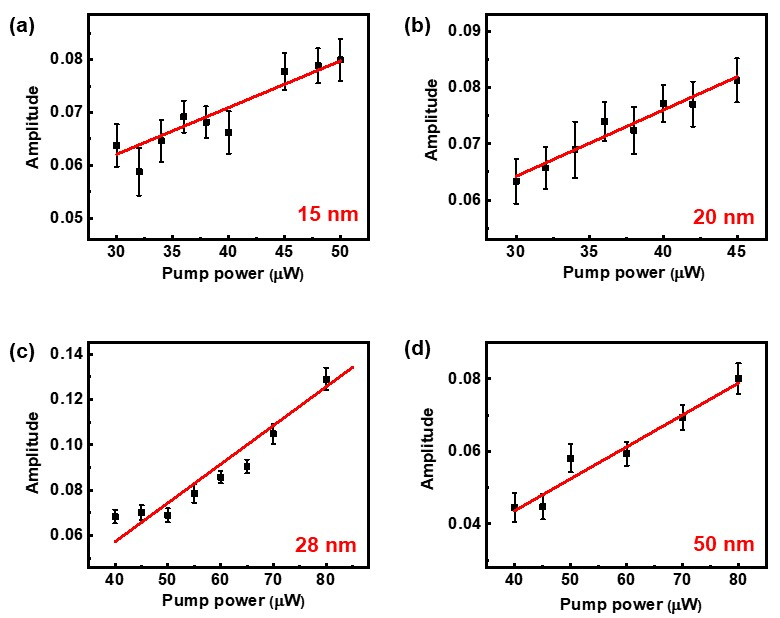 (a)
Amplitude
0.08
0.07
0.06
0.05
15 nm
30 35 40 45 50
Pump power (μW)
(b)
Amplitude
0.09
0.08
0.07
0.06
20 nm
30 35 40 45
Pump power (μW)
(c)
Amplitude
0.14
0.12
0.10
0.08
0.06
28 nm
40 50 60 70 80
Pump power (μW)
(d)
Amplitude
0.08
0.06
0.04
50 nm
40 50 60 70 80
Pump power (μW)